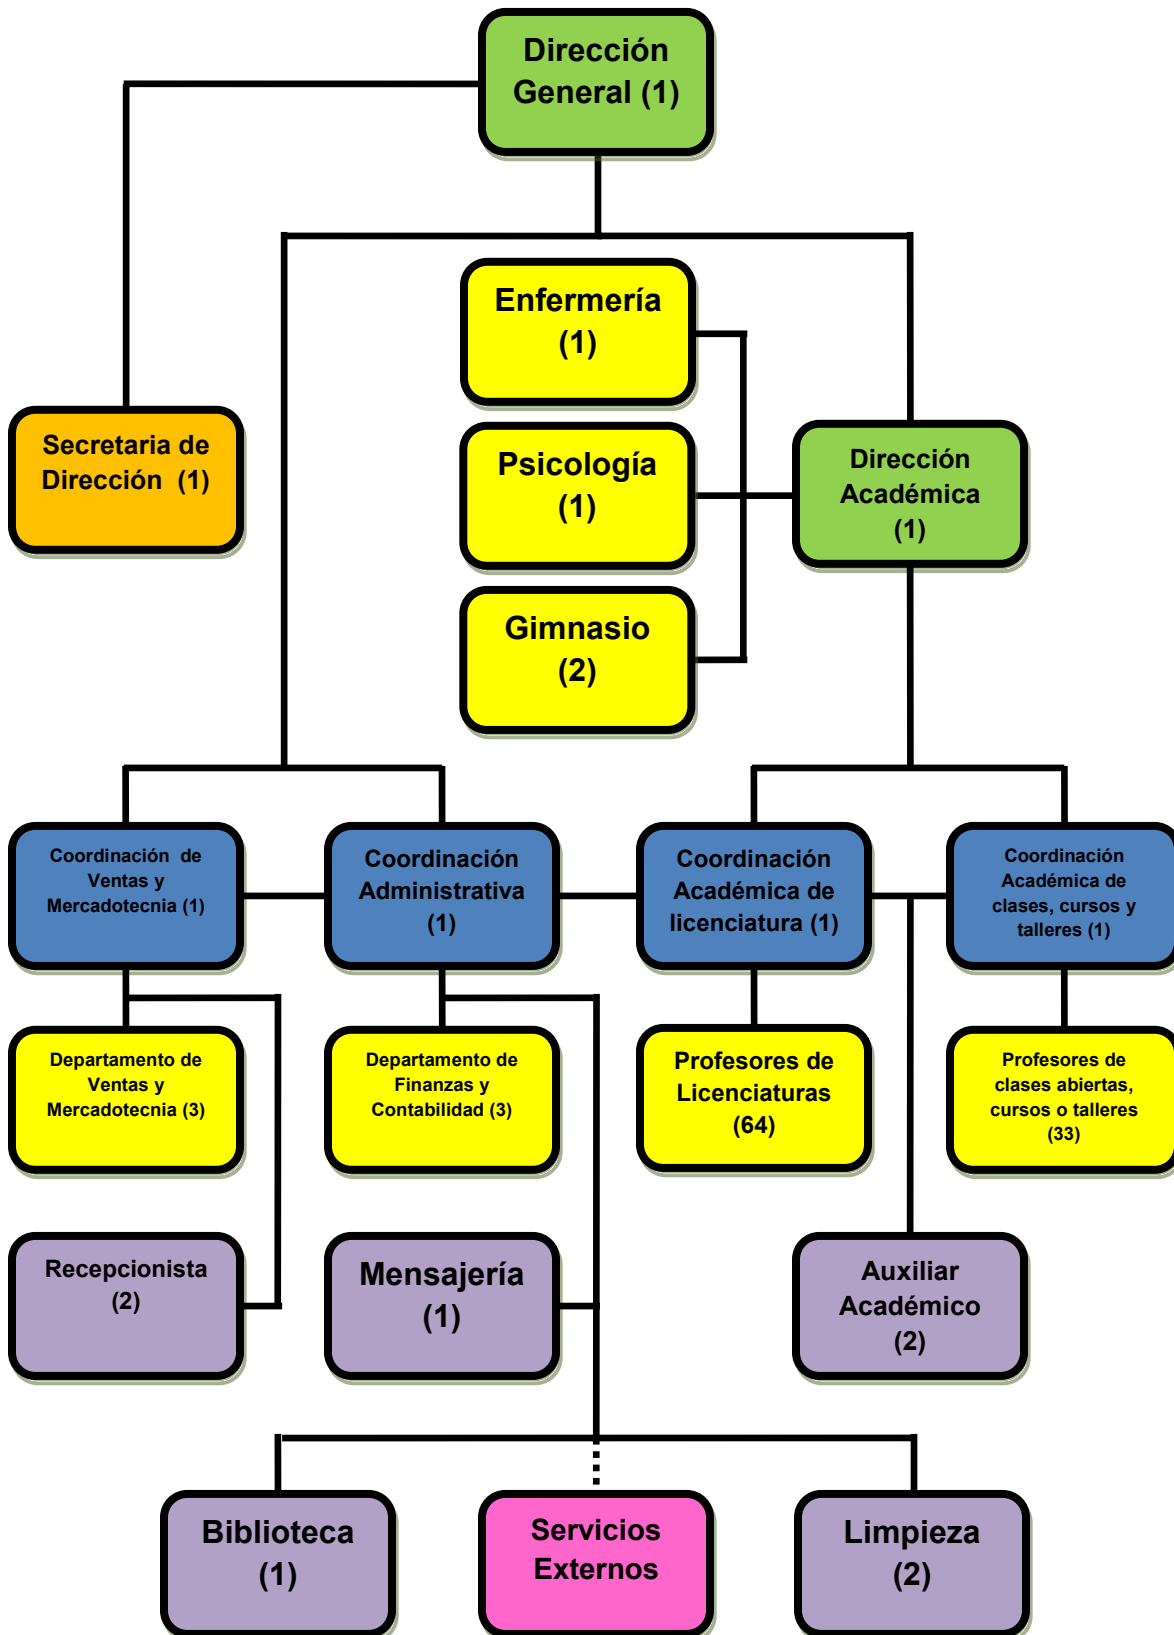 Dirección
General (1)
Enfermería
(1)
Secretaria de
Dirección (1)
Psicología
(1)
Dirección
Académica
(1)
Gimnasio
(2)
Coordinación de
Ventas y
Mercadotecnia (1)
Coordinación
Administrativa
(1)
Coordinación
Académica de
licenciatura (1)
Coordinación
Académica de
clases, cursos y
talleres (1)
Departamento de
Ventas y
Mercadotecnia (3)
Departamento de
Finanzas y
Contabilidad (3)
Profesores de
Licenciaturas
(64)
Profesores de
clases abiertas,
cursos o talleres
(33)
Recepcionista
(2)
Mensajería
(1)
Auxiliar
Académico
(2)
Biblioteca
(1)
Servicios
Externos
Limpieza
(2)